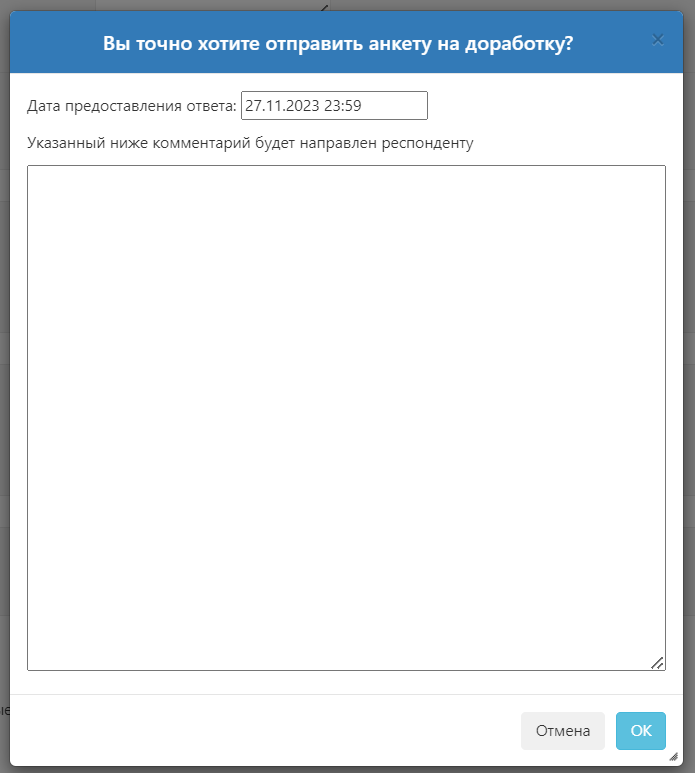 Вы точно хотите отправить анкету на доработку?
×
Дата предоставления ответа: 27.11.2023 23:59
Указанный ниже комментарий будет направлен респонденту
Отмена
OK